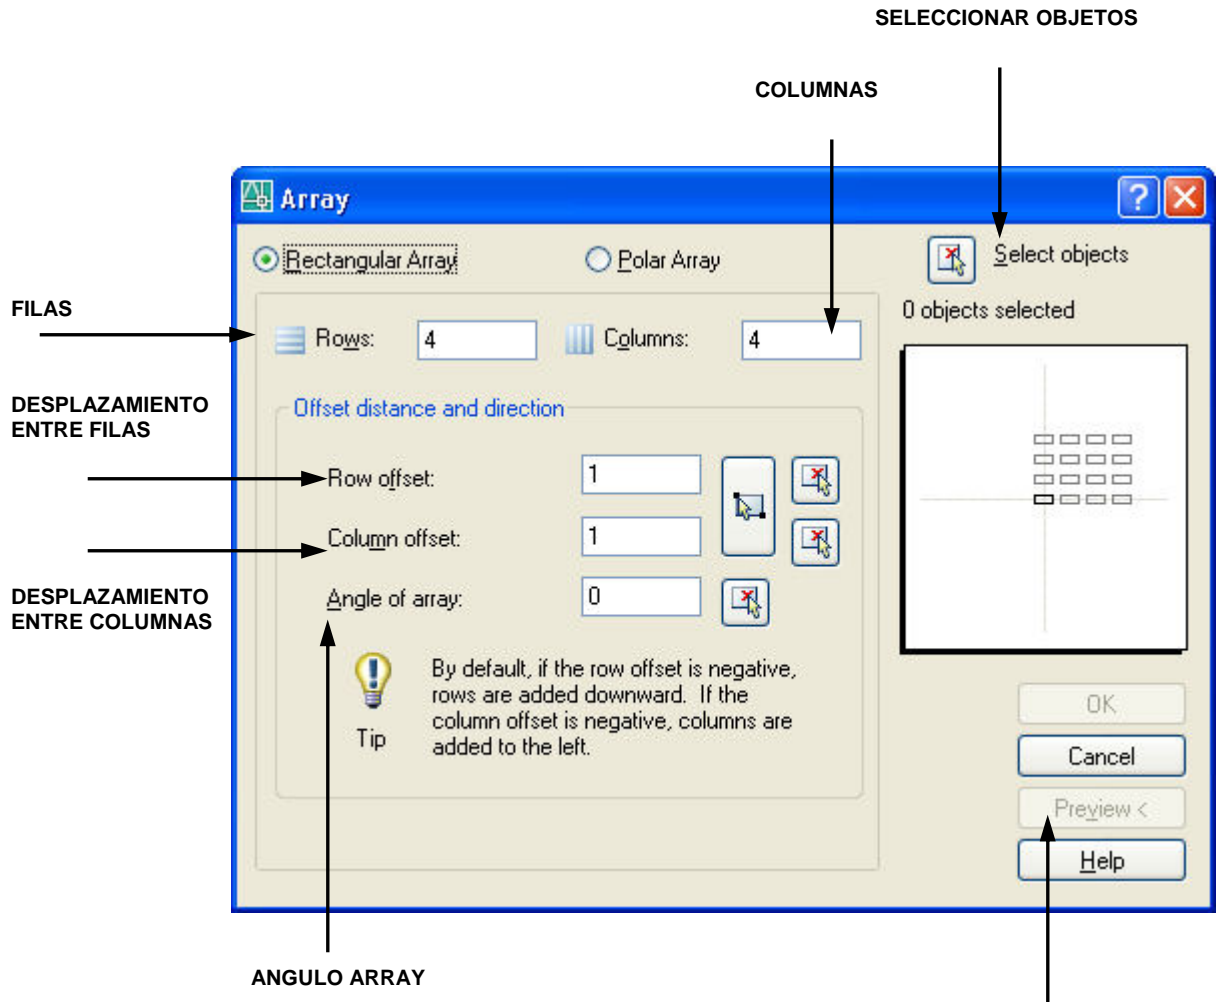 SELECCIONAR OBJETOS
COLUMNAS
Array
Rectangular Array
Polar Array
Select objects
FILAS
0 objects selected
Rows: 4
Columns: 4
DESPLAZAMIENTO
ENTRE FILAS
Offset distance and direction
Row offset: 1
Column offset: 1
DESPLAZAMIENTO
ENTRE COLUMNAS
Angle of array: 0
By default, if the row offset is negative,
rows are added downward. If the
column offset is negative, columns are
added to the left.
Tip
OK
Cancel
Preview <
Help
ANGULO ARRAY